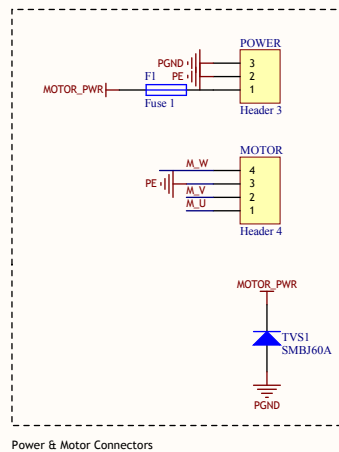 POWER
PGND
3
F1
PE
2
MOTOR_PWR
1
Fuse 1
Header 3
MOTOR
M_W
4
PE
3
M_V
2
M_U
1
Header 4
MOTOR_PWR
TVS1
SMBJ60A
PGND
Power & Motor Connectors